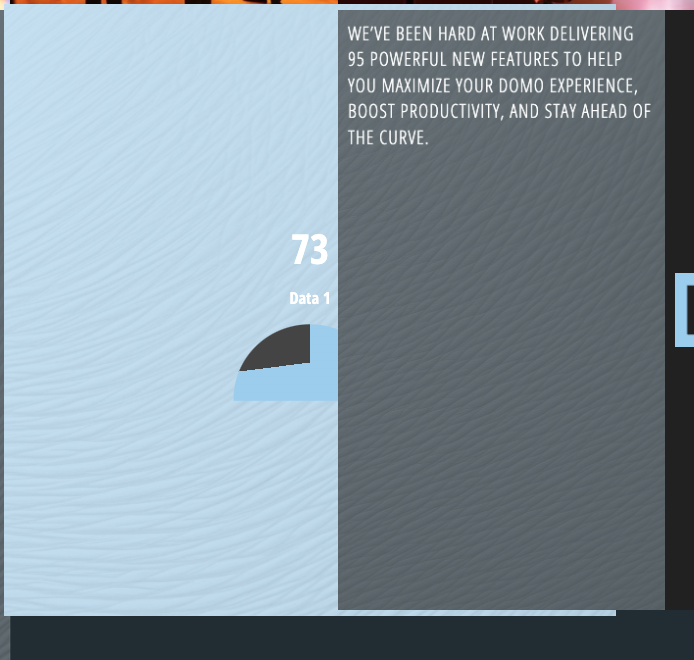 WE'VE BEEN HARD AT WORK DELIVERING
95 POWERFUL NEW FEATURES TO HELP
YOU MAXIMIZE YOUR DOMO EXPERIENCE,
BOOST PRODUCTIVITY, AND STAY AHEAD OF
THE CURVE.
73
Data 1